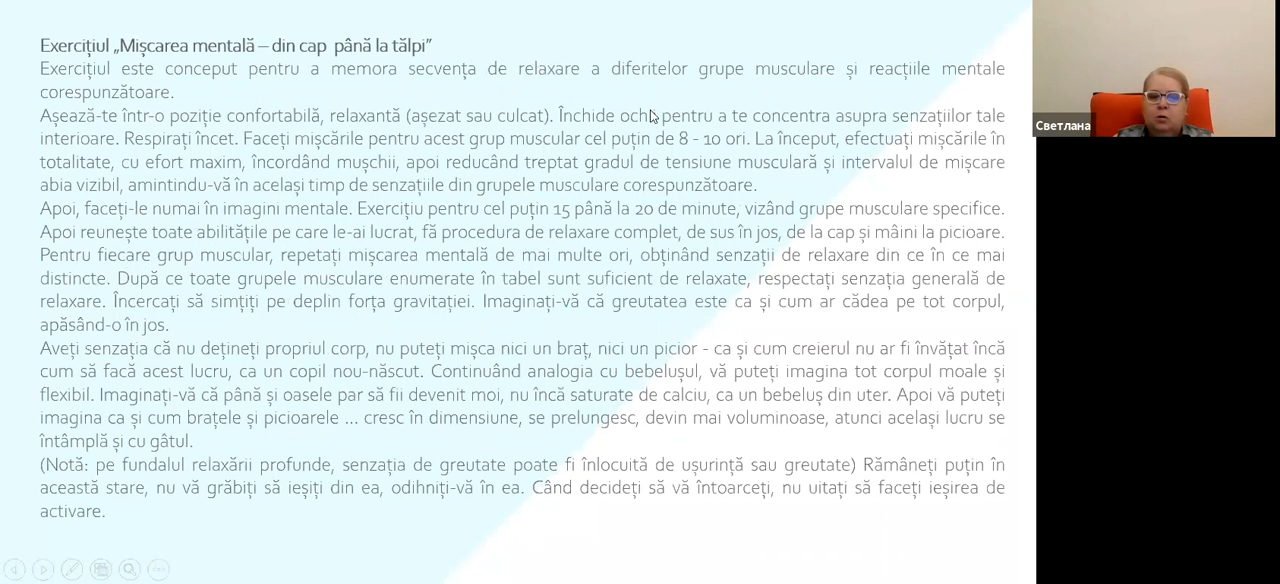 Exercițiul „Mișcarea mentală – din cap până la tălpi”
Exercițiul este conceput pentru a memora secvența de relaxare a diferitelor grupe musculare și reacțiile mentale
corespunzătoare.
Așează-te într-o poziție confortabilă, relaxantă (așezat sau culcat). Închide ochii pentru a te concentra asupra senzațiilor tale
interioare. Respirați încet. Faceți mișcările pentru acest grup muscular cel puțin de 8 - 10 ori. La început, efectuați mișcările în
totalitate, cu efort maxim, încordând mușchii, apoi reducând treptat gradul de tensiune musculară și intervalul de mișcare
abia vizibil, amintindu-vă în același timp de senzațiile din grupele musculare corespunzătoare.
Apoi, faceți-le numai în imagini mentale. Exercițiu pentru cel puțin 15 până la 20 de minute, vizând grupe musculare specifice.
Apoi reunește toate abilitățile pe care le-ai lucrat, fă procedura de relaxare complet, de sus în jos, de la cap și mâini la picioare.
Pentru fiecare grup muscular, repetați mișcarea mentală de mai multe ori, obținând senzații de relaxare din ce în ce mai
distincte. După ce toate grupele musculare enumerate în tabel sunt suficient de relaxate, respectați senzația generală de
relaxare. Încercați să simțiți pe deplin forța gravitației. Imaginați-vă că greutatea este ca și cum ar cădea pe tot corpul,
apăsând-o în jos.
Aveți senzația că nu dețineți propriul corp, nu puteți mișca nici un braț, nici un picior - ca și cum creierul nu ar fi învățat încă
cum să facă acest lucru, ca un copil nou-născut. Continuând analogia cu bebelușul, vă puteți imagina tot corpul moale și
flexibil. Imaginați-vă că până și oasele par să fii devenit moi, nu încă saturate de calciu, ca un bebeluș din uter. Apoi vă puteți
imagina ca și cum brațele și picioarele ... cresc în dimensiune, se prelungesc, devin mai voluminoase, atunci același lucru se
întâmplă și cu gâtul.
(Notă: pe fundalul relaxării profunde, senzația de greutate poate fi înlocuită de ușurință sau greutate) Rămâneți puțin în
această stare, nu vă grăbiți să ieșiți din ea, odihniți-vă în ea. Când decideți să vă întoarceți, nu uitați să faceți ieșirea de
activare.
Светлана